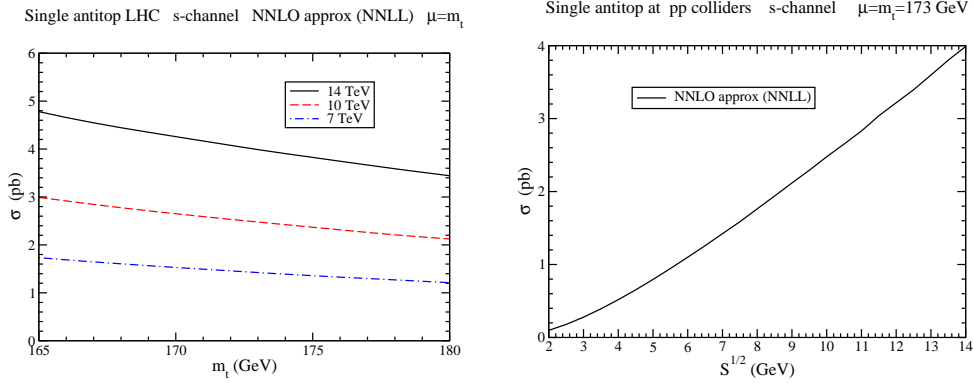 Single antitop LHC s-channel NNLO approx (NNLL) μ=m_t
6
5
4
3
2
1
0
σ (pb)
14 TeV
10 TeV
7 TeV
165 170 175 180
m_t (GeV)
Single antitop at pp colliders s-channel μ=m_t=173 GeV
4
3
2
1
0
σ (pb)
NNLO approx (NNLL)
2 3 4 5 6 7 8 9 10 11 12 13 14
S^{1/2} (GeV)